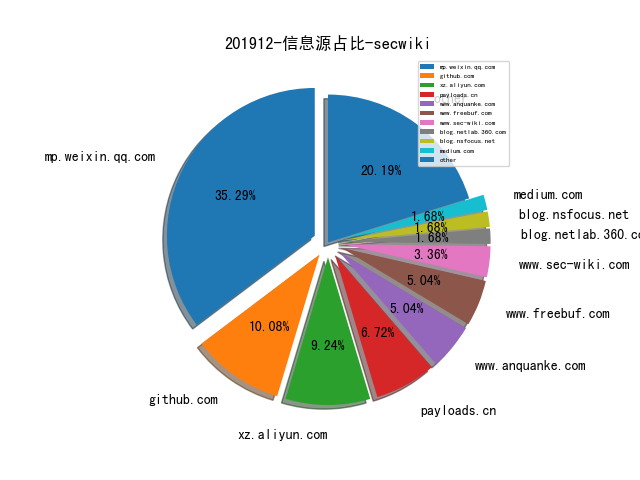 201912-信息源占比-secwiki
mp.weixin.qq.com
github.com
xz.aliyun.com
payloads.cn
www.anquanke.com
www.freebuf.com
www.sec-wiki.com
blog.netlab.360.com
blog.nsfocus.net
medium.com
other
mp.weixin.qq.com
35.29%
20.19%
medium.com
1.68%
blog.nsfocus.net
1.68%
blog.netlab.360.co
1.68%
www.sec-wiki.com
3.36%
www.freebuf.com
5.04%
www.anquanke.com
5.04%
payloads.cn
6.72%
xz.aliyun.com
9.24%
github.com
10.08%